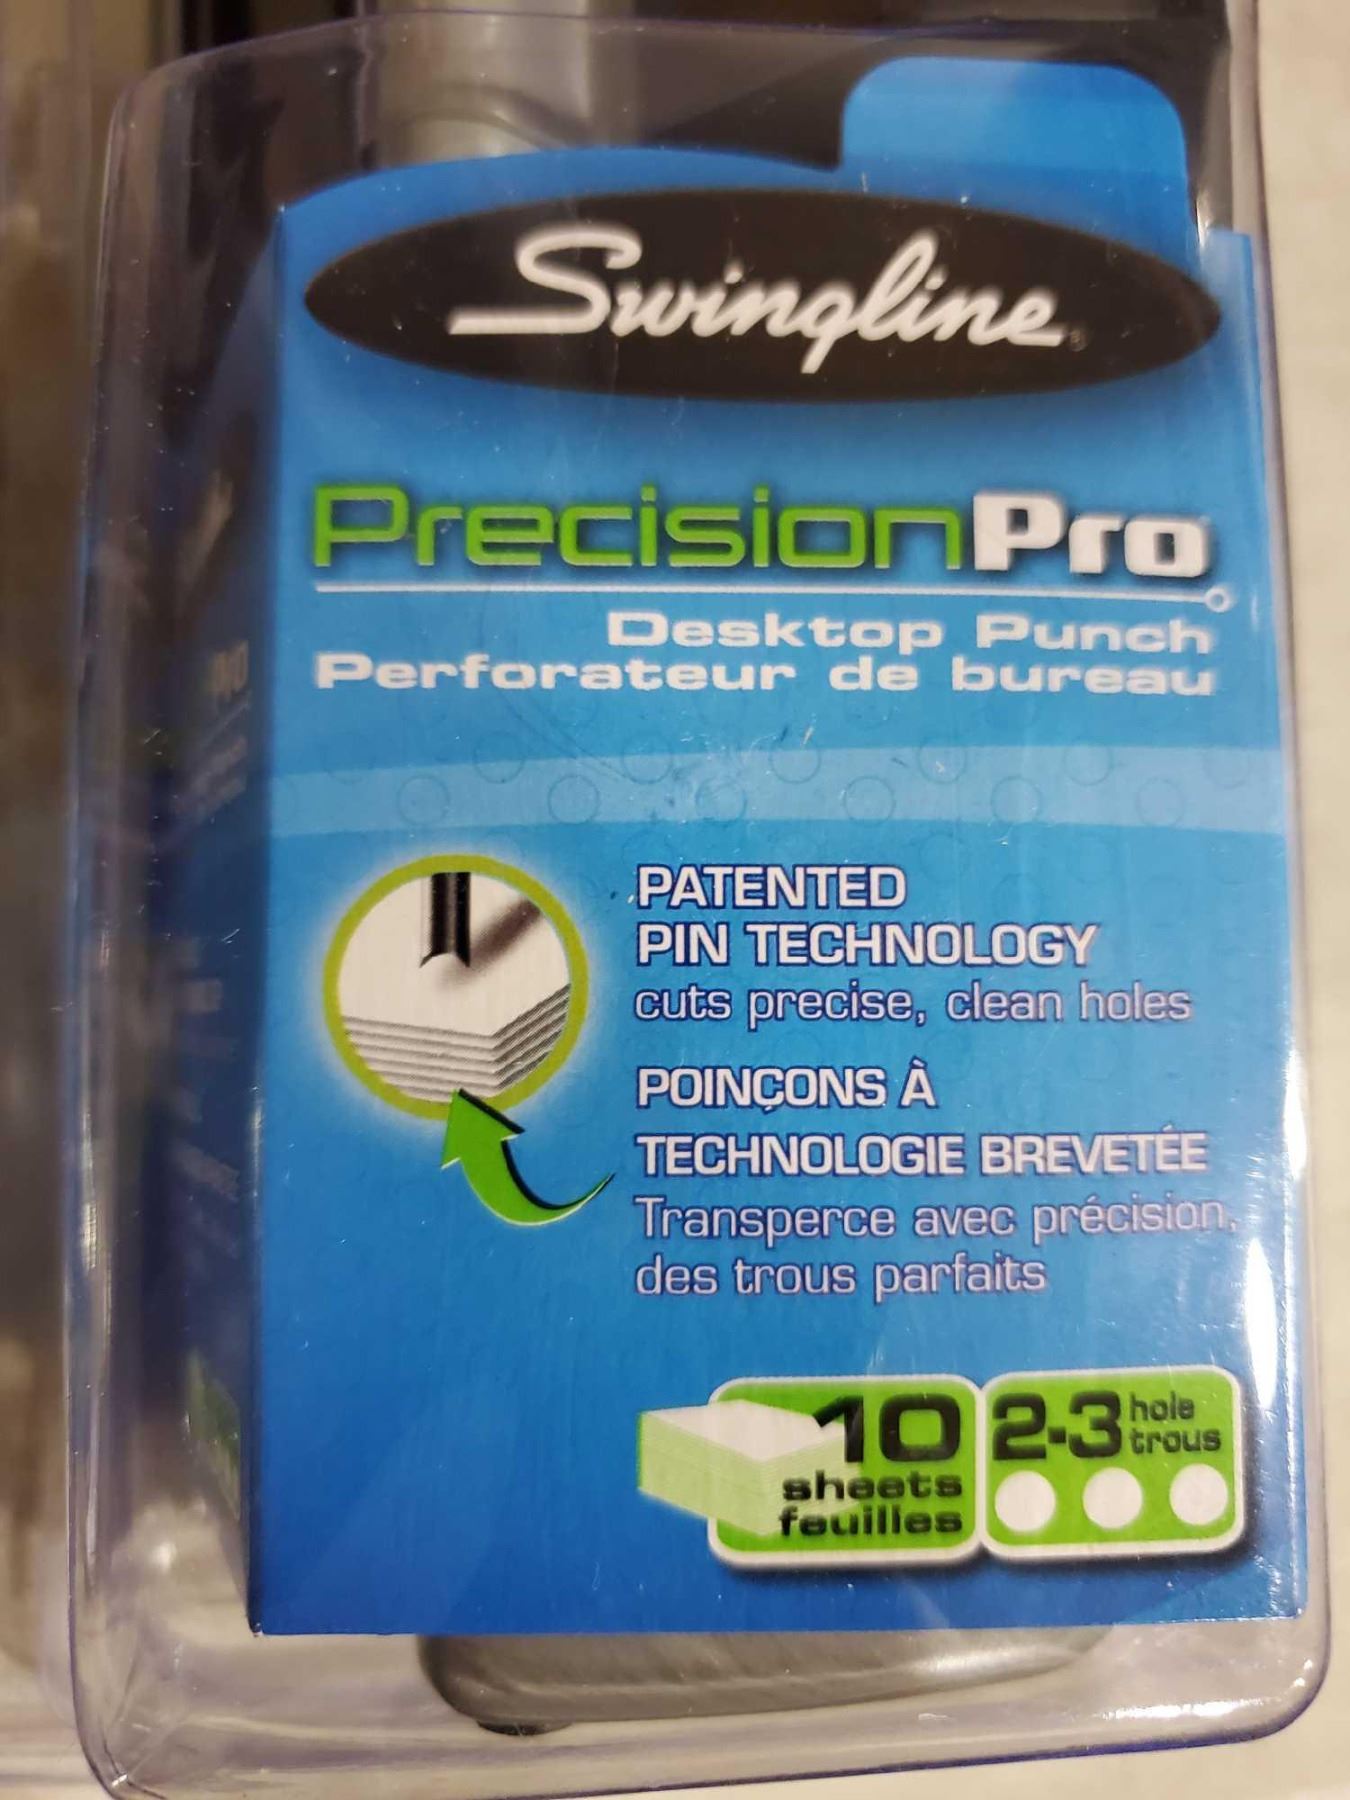 Swingline
PrecisionPro
Desktop Punch
Perforateur de bureau
PATENTED
PIN TECHNOLOGY
cuts precise, clean holes
POINÇONS À
TECHNOLOGIE BREVETÉE
Transperce avec précision,
des trous parfaits
10
sheets
feuilles
2-3 hole
trous